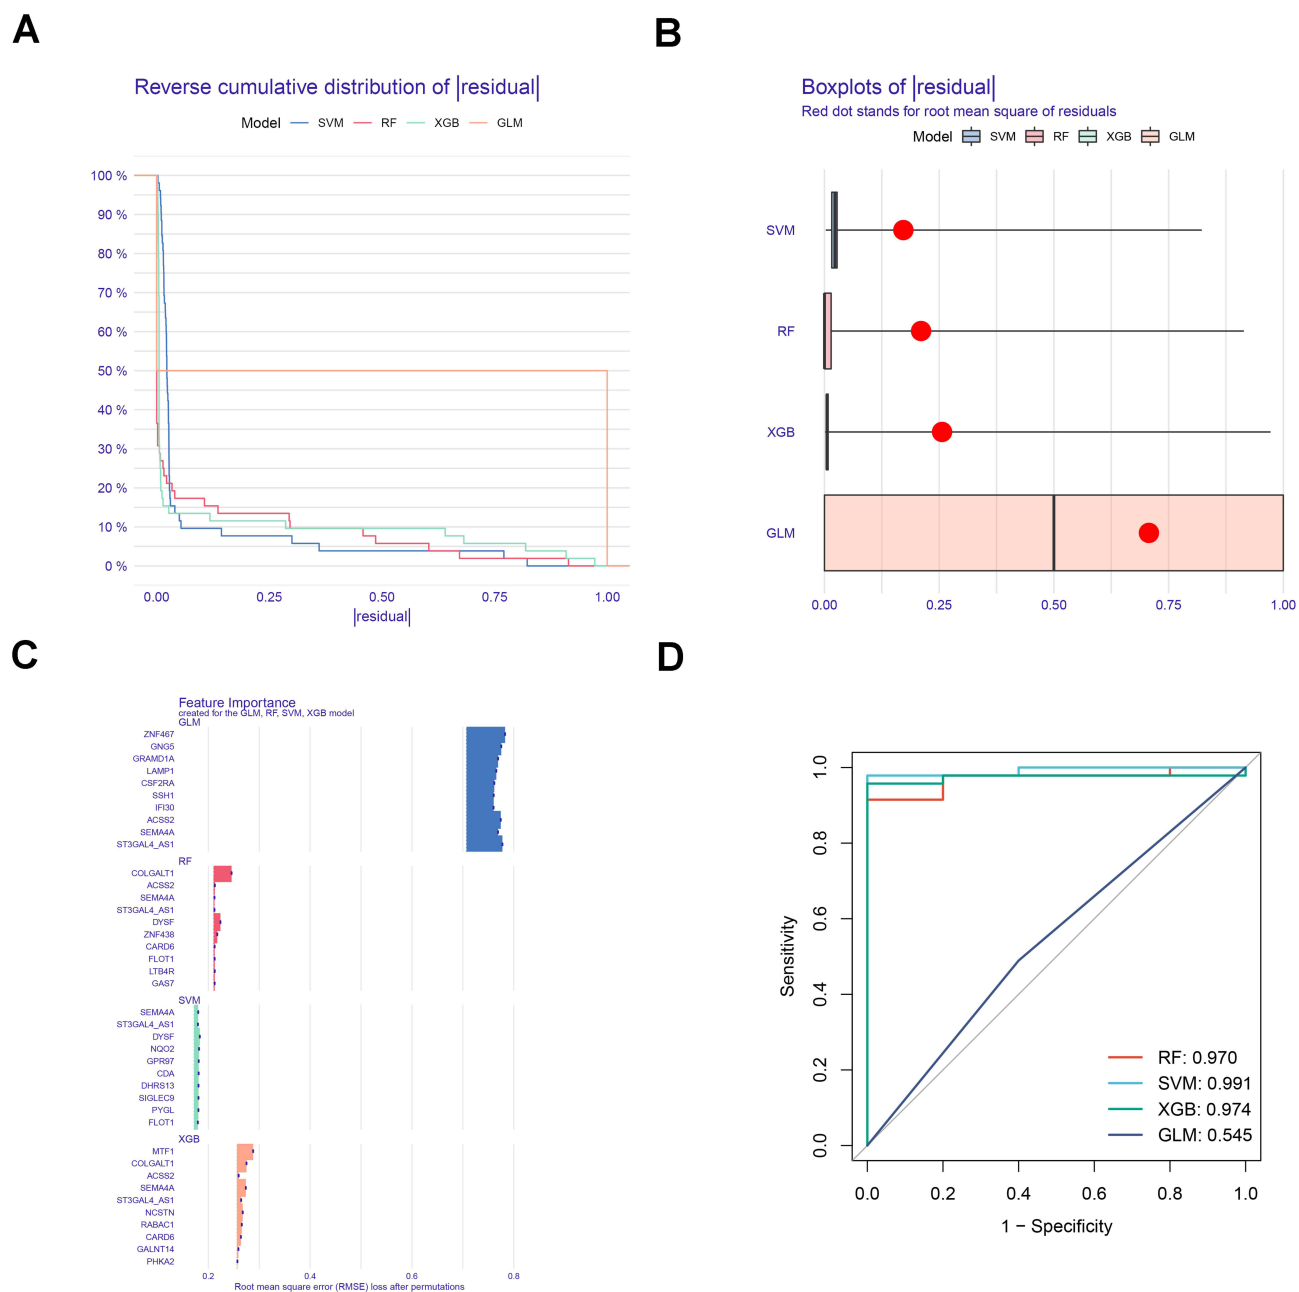 A
Reverse cumulative distribution of |residual|
Model SVM RF XGB GLM
100 %
90 %
80 %
70 %
60 %
50 %
40 %
30 %
20 %
10 %
0 %
0.00 0.25 0.50 0.75 1.00
|residual|
B
Boxplots of |residual|
Red dot stands for root mean square of residuals
Model SVM RF XGB GLM
SVM
RF
XGB
GLM
0.00 0.25 0.50 0.75 1.00
C
Feature Importance
created for the GLM, RF, SVM, XGB model
GLM
ZNF467
GNG5
GRAMD1A
LAMP1
CSF2RA
SSH1
IFI30
ACSS2
SEMA4A
ST3GAL4_AS1
RF
COLGALT1
ACSS2
SEMA4A
ST3GAL4_AS1
DYSF
ZNF438
CARD6
FLOT1
LTB4R
GAS7
SVM
SEMA4A
ST3GAL4_AS1
DYSF
NQO2
GPR97
CDA
DHRS13
SIGLEC9
PYGL
FLOT1
XGB
MTF1
COLGALT1
ACSS2
SEMA4A
ST3GAL4_AS1
NCSTN
RABAC1
CARD6
GALNT14
PHKA2
0.2 0.4 0.6 0.8
Root mean square error (RMSE) loss after permutations
D
Sensitivity
1.0
0.8
0.6
0.4
0.2
0.0
RF: 0.970
SVM: 0.991
XGB: 0.974
GLM: 0.545
0.0 0.2 0.4 0.6 0.8 1.0
1 − Specificity